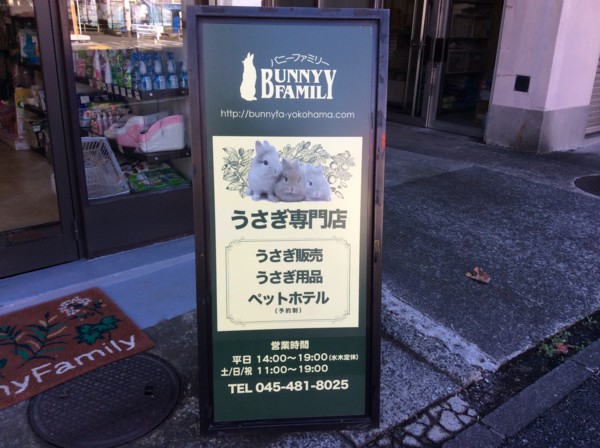 バニーファミリー
BUNNY
FAMILY
http://bunnyfa-yokohama.com
うさぎ専門店
うさぎ販売
うさぎ用品
ペットホテル
(予約制)
営業時間
平日 14:00〜19:00(水木定休)
土/日/祝 11:00〜19:00
TEL 045-481-8025
nyFamily